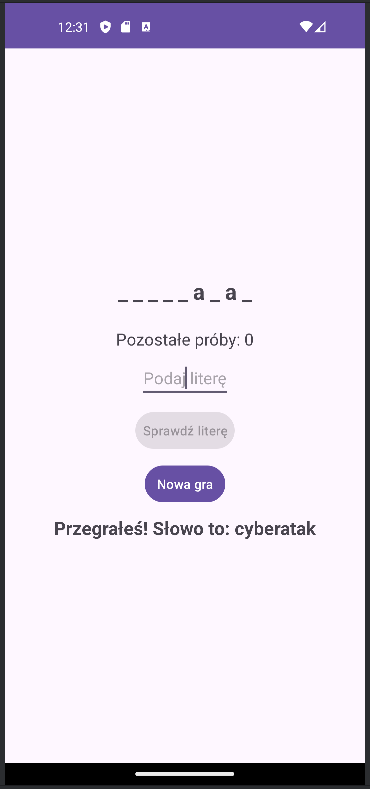 12:31
_ _ _ _ _ a _ a _
Pozostałe próby: 0
Podaj literę
Sprawdź literę
Nowa gra
Przegrałeś! Słowo to: cyberatak